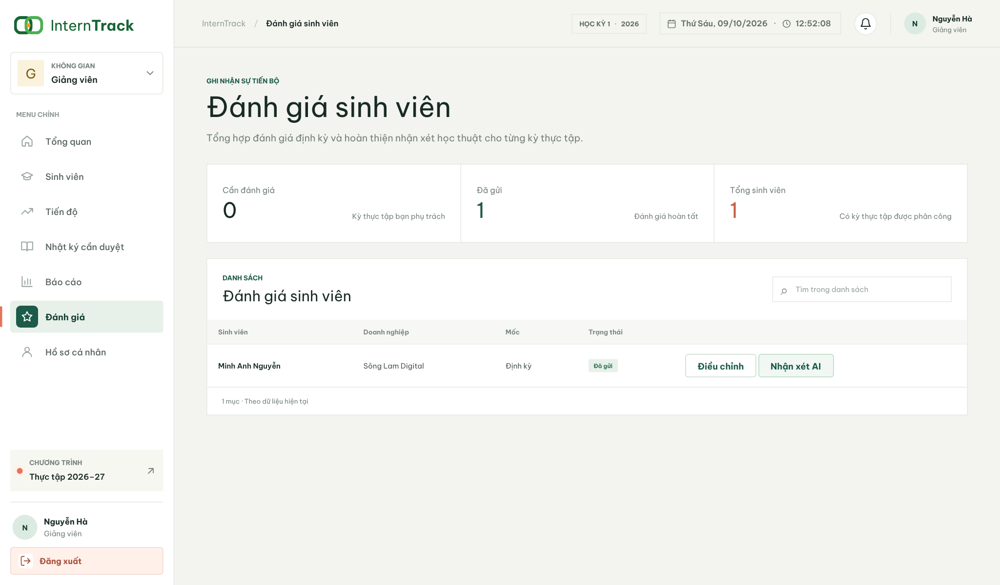 InternTrack
KHÔNG GIAN
G
Giảng viên
MENU CHÍNH
Tổng quan
Sinh viên
Tiến độ
Nhật ký cần duyệt
Báo cáo
Đánh giá
Hồ sơ cá nhân
CHƯƠNG TRÌNH
Thực tập 2026–27
N
Nguyễn Hà
Giảng viên
Đăng xuất
InternTrack / Đánh giá sinh viên
HỌC KỲ 1 · 2026
Thứ Sáu, 09/10/2026 · 12:52:08
N
Nguyễn Hà
Giảng viên
GHI NHẬN SỰ TIẾN BỘ
Đánh giá sinh viên
Tổng hợp đánh giá định kỳ và hoàn thiện nhận xét học thuật cho từng kỳ thực tập.
Cần đánh giá
0
Kỳ thực tập bạn phụ trách
Đã gửi
1
Đánh giá hoàn tất
Tổng sinh viên
1
Có kỳ thực tập được phân công
DANH SÁCH
Đánh giá sinh viên
Tìm trong danh sách
Sinh viên Doanh nghiệp Mốc Trạng thái
Minh Anh Nguyễn Sông Lam Digital Định kỳ Đã gửi Điều chỉnh Nhận xét AI
1 mục · Theo dữ liệu hiện tại